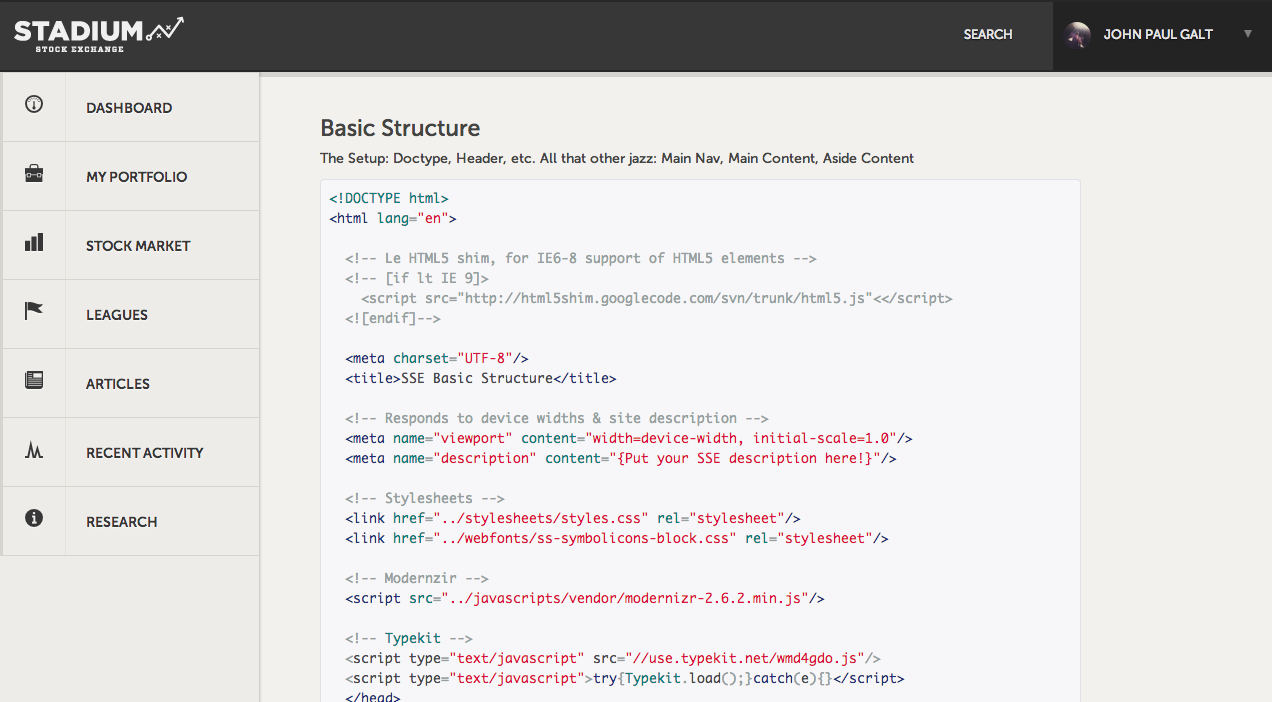 STADIUM
STOCK EXCHANGE
SEARCH
JOHN PAUL GALT
DASHBOARD
MY PORTFOLIO
STOCK MARKET
LEAGUES
ARTICLES
RECENT ACTIVITY
RESEARCH
Basic Structure
The Setup: Doctype, Header, etc. All that other jazz: Main Nav, Main Content, Aside Content
<!DOCTYPE html>
<html lang="en">
<!-- Le HTML5 shim, for IE6-8 support of HTML5 elements -->
<!-- [if lt IE 9]>
<script src="http://html5shim.googlecode.com/svn/trunk/html5.js"<</script>
<![endif]-->
<meta charset="UTF-8"/>
<title>SSE Basic Structure</title>
<!-- Responds to device widths & site description -->
<meta name="viewport" content="width=device-width, initial-scale=1.0"/>
<meta name="description" content="{Put your SSE description here!}"/>
<!-- Stylesheets -->
<link href="../stylesheets/styles.css" rel="stylesheet"/>
<link href="../webfonts/ss-symbolicons-block.css" rel="stylesheet"/>
<!-- Modernzir -->
<script src="../javascripts/vendor/modernizr-2.6.2.min.js"/>
<!-- Typekit -->
<script type="text/javascript" src="//use.typekit.net/wmd4gdo.js"/>
<script type="text/javascript">try{Typekit.load();}catch(e){}</script>
</head>